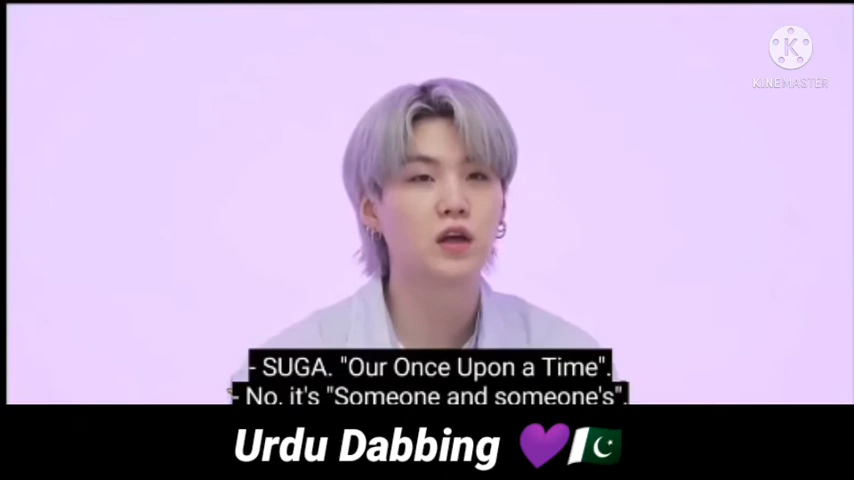 K
KINEMASTER
- SUGA. "Our Once Upon a Time".
- No, it's "Someone and someone's".
Urdu Dabbing 💜🇵🇰